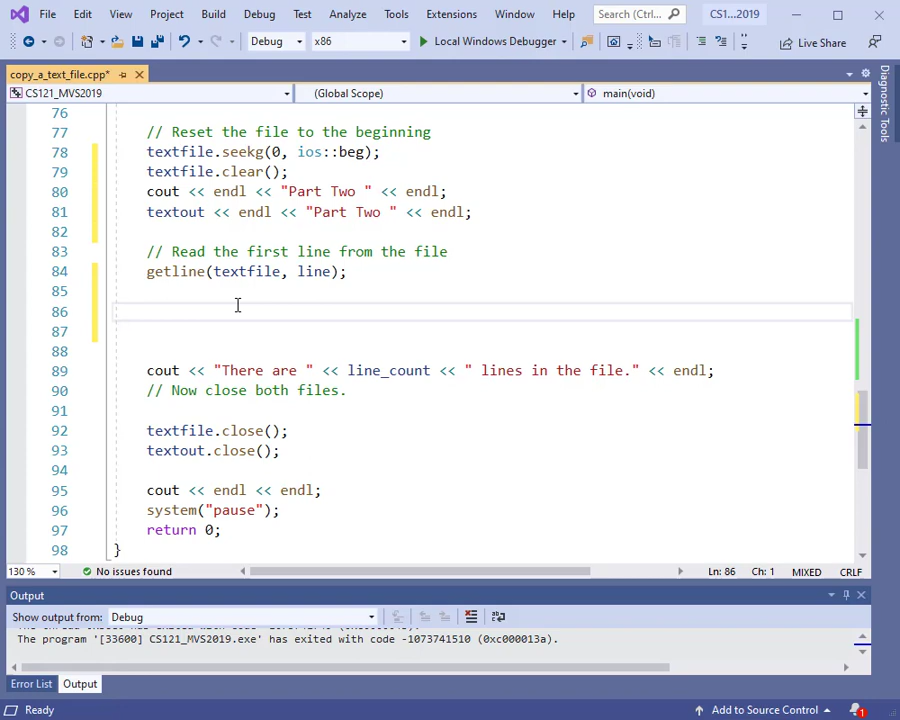 File Edit View Project Build Debug Test Analyze Tools Extensions Window Help Search (Ctrl... CS1...2019
Debug x86 Local Windows Debugger Live Share
copy_a_text_file.cpp*
CS121_MVS2019 (Global Scope) main(void)
Diagnostic Tools
76
77 // Reset the file to the beginning
78 textfile.seekg(0, ios::beg);
79 textfile.clear();
80 cout << endl << "Part Two " << endl;
81 textout << endl << "Part Two " << endl;
82
83 // Read the first line from the file
84 getline(textfile, line);
85
86
87
88
89 cout << "There are " << line_count << " lines in the file." << endl;
90 // Now close both files.
91
92 textfile.close();
93 textout.close();
94
95 cout << endl << endl;
96 system("pause");
97 return 0;
98 }
130 % No issues found Ln: 86 Ch: 1 MIXED CRLF
Output
Show output from: Debug
The program '[33600] CS121_MVS2019.exe' has exited with code -1073741510 (0xc000013a).
Error List Output
Ready Add to Source Control 1